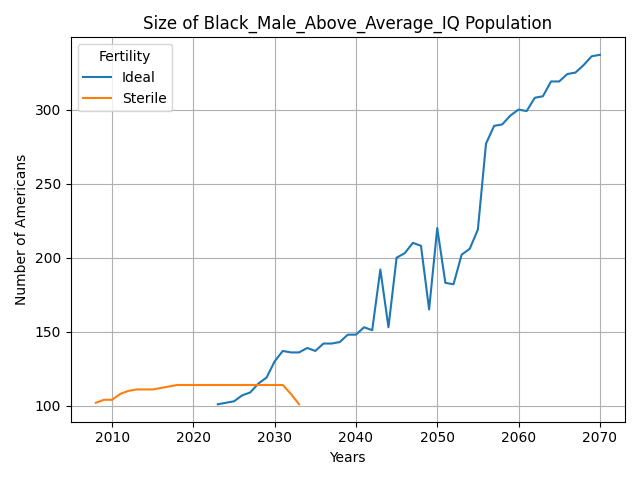 Size of Black_Male_Above_Average_IQ Population
Fertility
Ideal
Sterile
Number of Americans
300
250
200
150
100
2010 2020 2030 2040 2050 2060 2070
Years